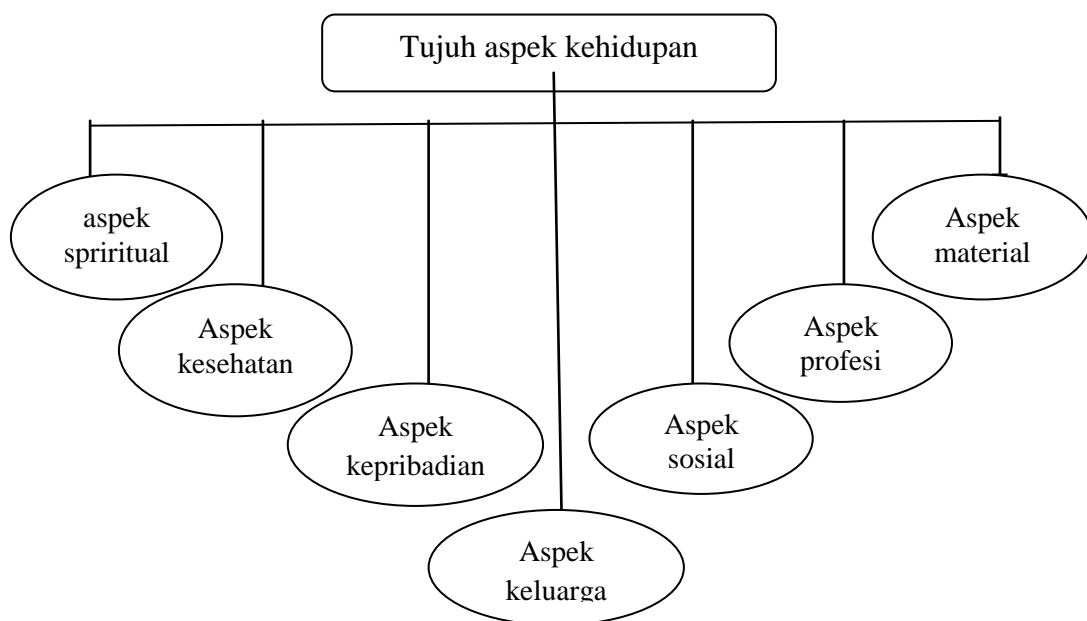 Tujuh aspek kehidupan
aspek
spriritual
Aspek
kesehatan
Aspek
kepribadian
Aspek
keluarga
Aspek
sosial
Aspek
profesi
Aspek
material